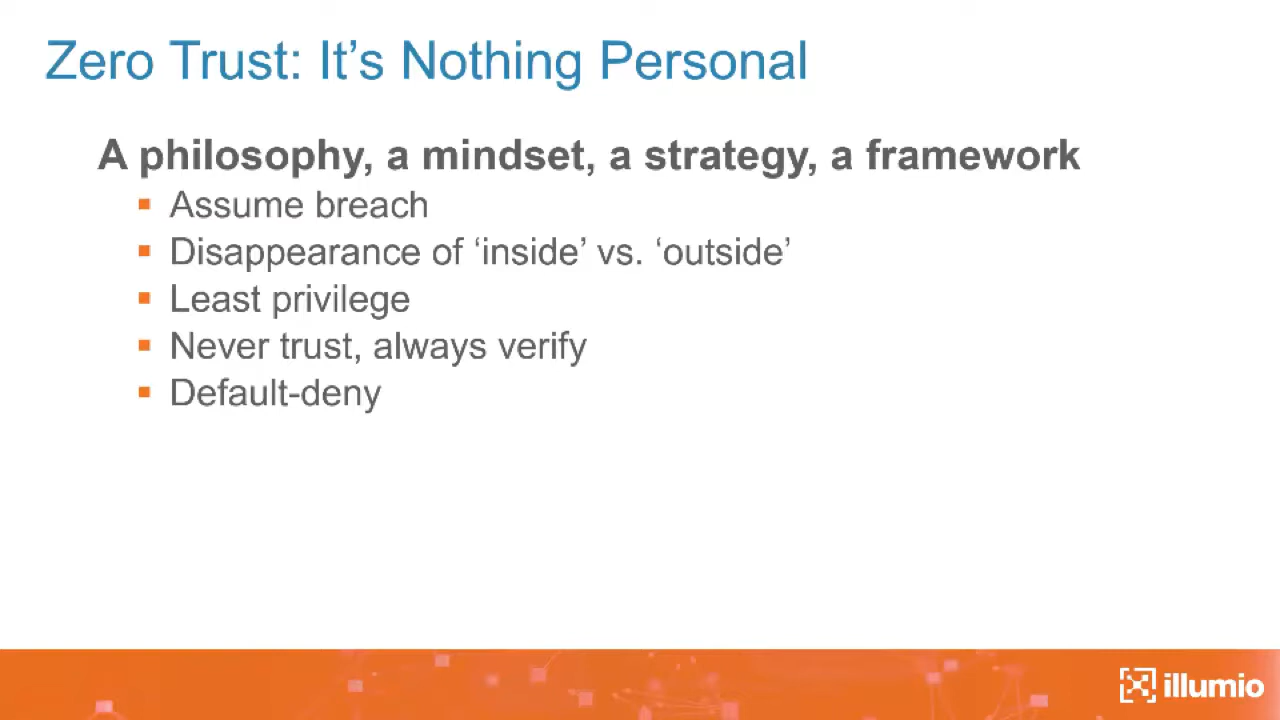 Zero Trust: It’s Nothing Personal
A philosophy, a mindset, a strategy, a framework
Assume breach
Disappearance of ‘inside’ vs. ‘outside’
Least privilege
Never trust, always verify
Default-deny
illumio